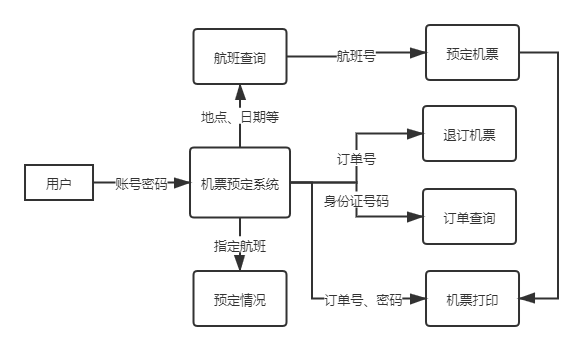 航班查询
航班号
预定机票
地点、日期等
退订机票
订单号
用户
账号密码
机票预定系统
身份证号码
订单查询
指定航班
预定情况
订单号、密码
机票打印